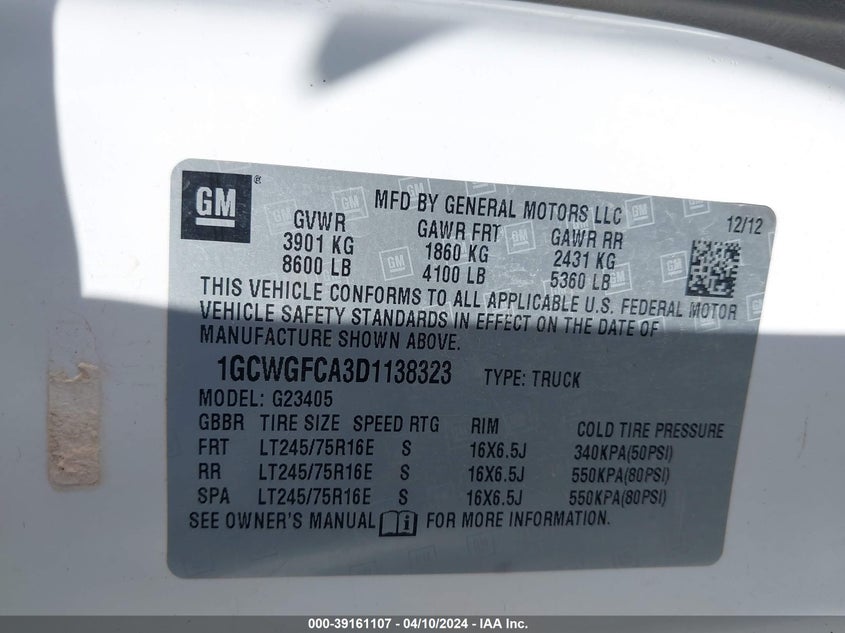 GM
®
MFD BY GENERAL MOTORS LLC
12/12
GVWR GAWR FRT GAWR RR
3901 KG 1860 KG 2431 KG
8600 LB 4100 LB 5360 LB
THIS VEHICLE CONFORMS TO ALL APPLICABLE U.S. FEDERAL MOTOR
VEHICLE SAFETY STANDARDS IN EFFECT ON THE DATE OF
MANUFACTURE SHOWN ABOVE.
1GCWGFCA3D1138323 TYPE: TRUCK
MODEL: G23405
GBBR TIRE SIZE SPEED RTG RIM COLD TIRE PRESSURE
FRT LT245/75R16E S 16X6.5J 340KPA(50PSI)
RR LT245/75R16E S 16X6.5J 550KPA(80PSI)
SPA LT245/75R16E S 16X6.5J 550KPA(80PSI)
SEE OWNER'S MANUAL i FOR MORE INFORMATION.
000-39161107 - 04/10/2024 - IAA Inc.